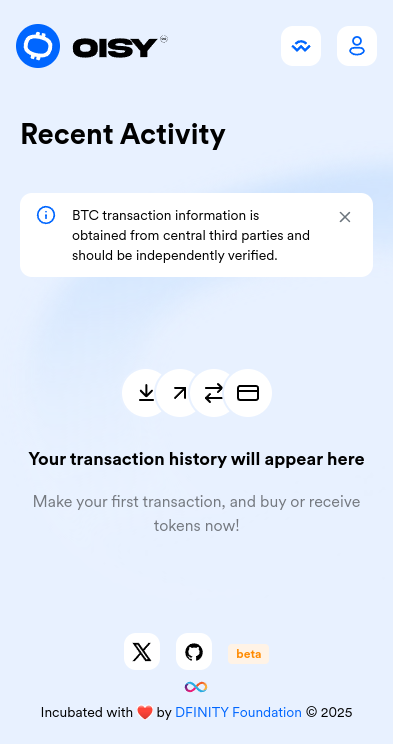 OISY
Recent Activity
BTC transaction information is
obtained from central third parties and
should be independently verified.
Your transaction history will appear here
Make your first transaction, and buy or receive
tokens now!
beta
Incubated with ❤️ by DFINITY Foundation © 2025